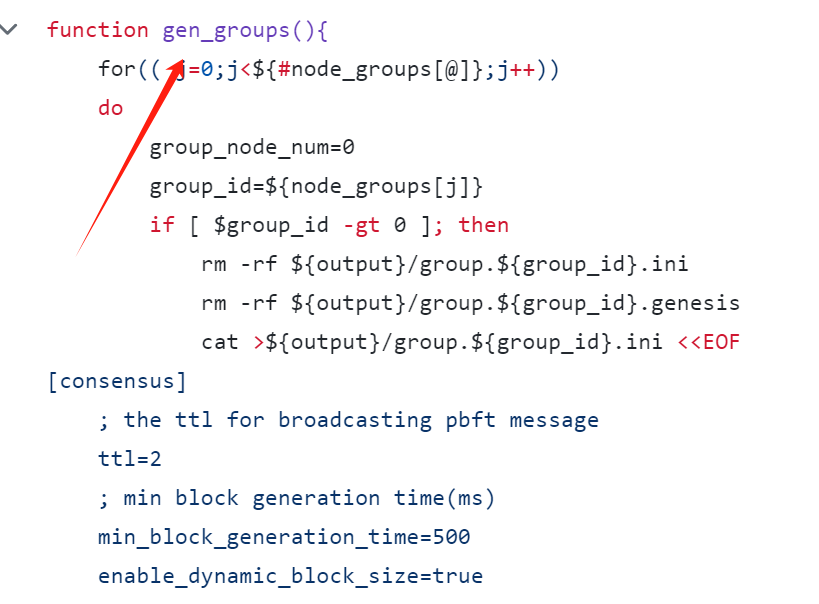 function gen_groups(){
    for(( j=0;j<${#node_groups[@]};j++))
    do
        group_node_num=0
        group_id=${node_groups[j]}
        if [ $group_id -gt 0 ]; then
            rm -rf ${output}/group.${group_id}.ini
            rm -rf ${output}/group.${group_id}.genesis
            cat >${output}/group.${group_id}.ini <<EOF
[consensus]
    ; the ttl for broadcasting pbft message
    ttl=2
    ; min block generation time(ms)
    min_block_generation_time=500
    enable_dynamic_block_size=true